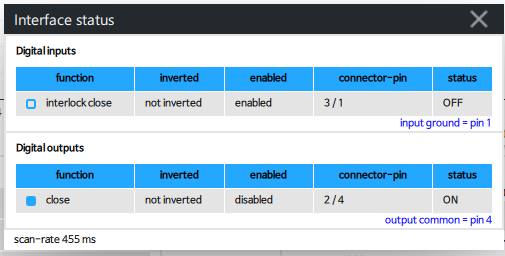 Interface status
Digital inputs
function inverted enabled connector-pin status
interlock close not inverted enabled 3 / 1 OFF
input ground = pin 1
Digital outputs
function inverted enabled connector-pin status
close not inverted disabled 2 / 4 ON
output common = pin 4
scan-rate 455 ms